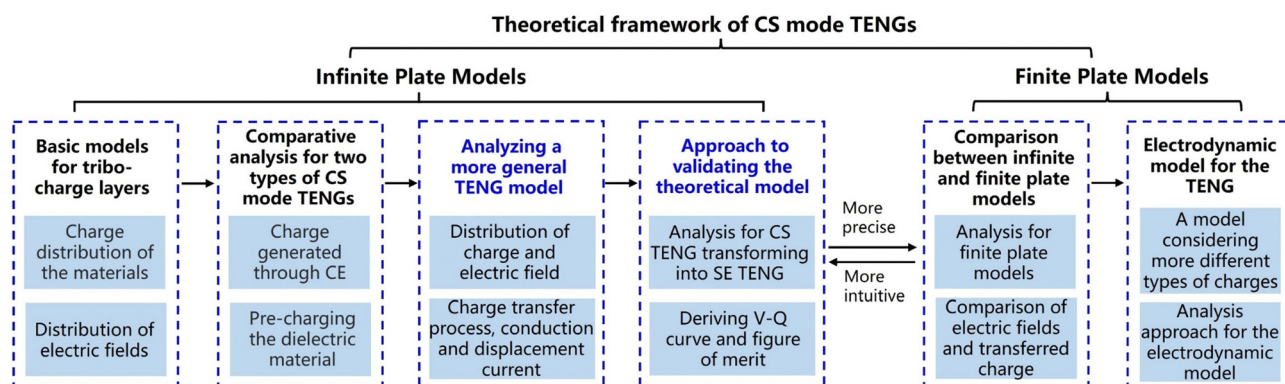 Theoretical framework of CS mode TENGs
Infinite Plate Models
Finite Plate Models
Basic models
for tribo-
charge layers
Charge
distribution of
the materials
Distribution of
electric fields
Comparative
analysis for two
types of CS
mode TENGs
Charge
generated
through CE
Pre-charging
the dielectric
material
Analyzing a
more general
TENG model
Distribution of
charge and
electric field
Charge transfer
process, conduction
and displacement
current
Approach to
validating the
theoretical model
Analysis for CS
TENG transforming
into SE TENG
Deriving V-Q
curve and figure
of merit
More
precise
More
intuitive
Comparison
between infinite
and finite plate
models
Analysis for
finite plate
models
Comparison of
electric fields
and transferred
charge
Electrodynamic
model for the
TENG
A model
considering
more different
types of charges
Analysis
approach for the
electrodynamic
model